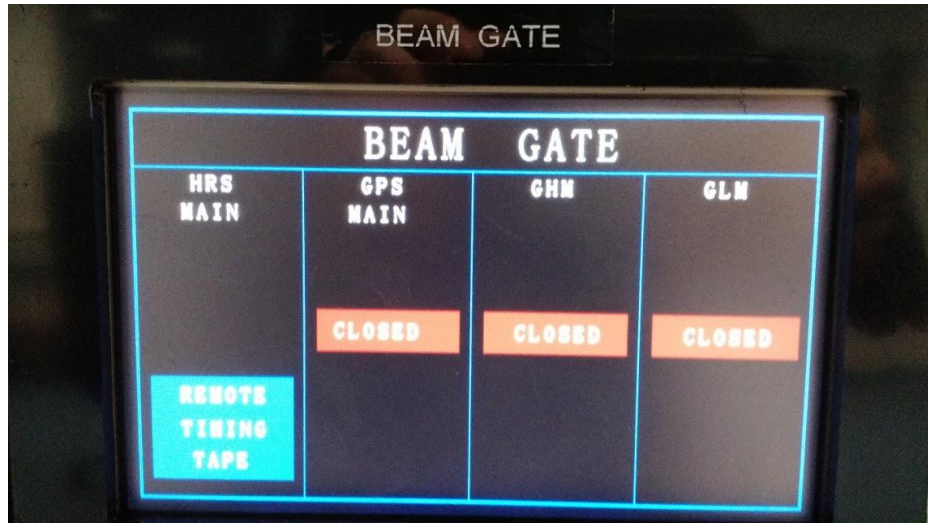 BEAM GATE
BEAM GATE
HRS
MAIN
GPS
MAIN
GHM
GLM
CLOSED
CLOSED
CLOSED
REMOTE
TIMING
TAPE